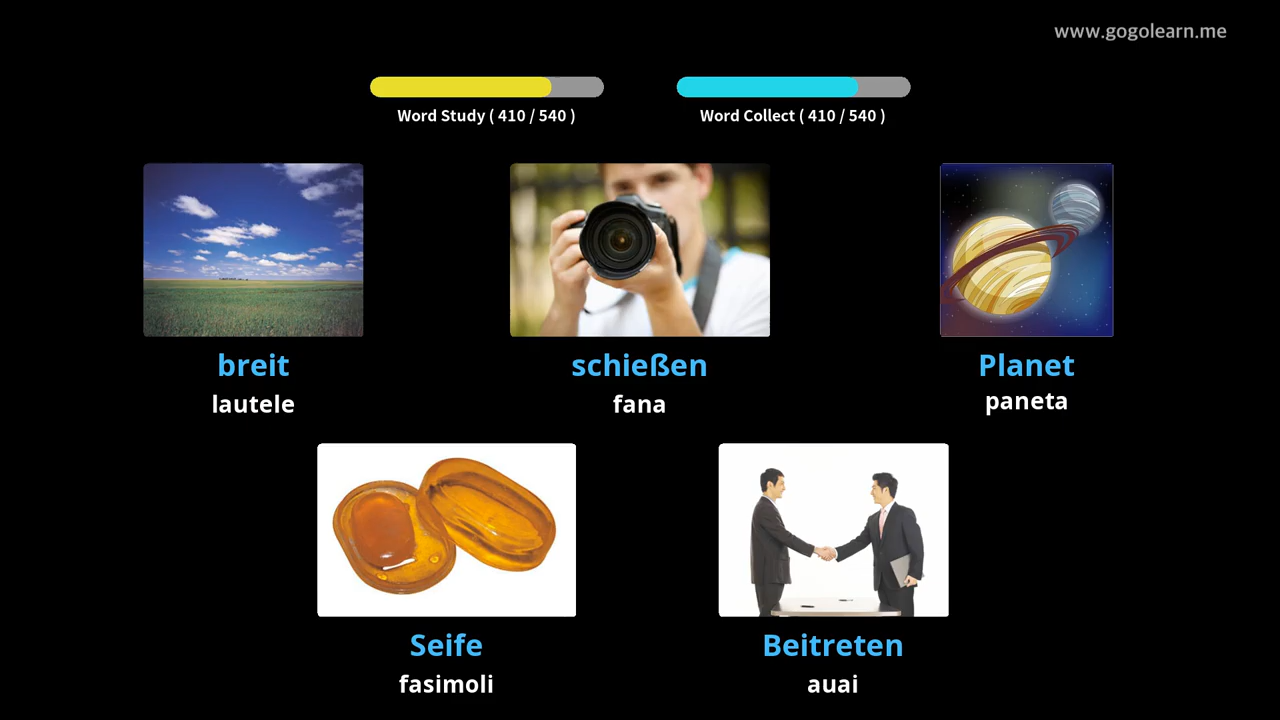 www.gogolearn.me
Word Study ( 410 / 540 )
Word Collect ( 410 / 540 )
breit
lautele
schießen
fana
Planet
paneta
Seife
fasimoli
Beitreten
auai